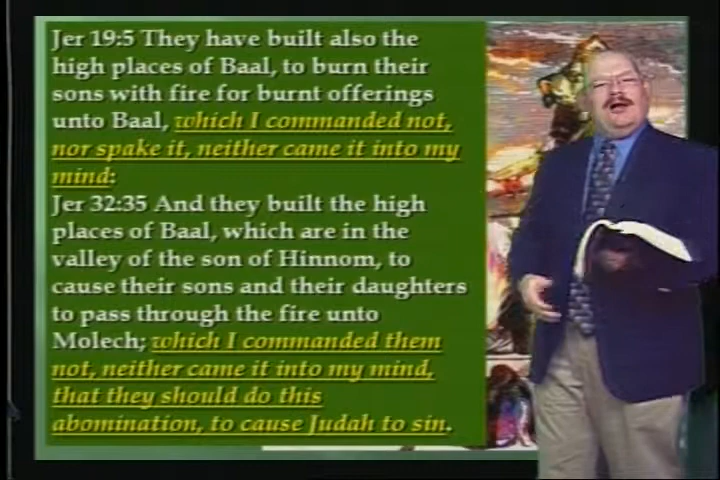 Jer 19:5 They have built also the
high places of Baal, to burn their
sons with fire for burnt offerings
unto Baal, which I commanded not,
nor spake it, neither came it into my
mind:
Jer 32:35 And they built the high
places of Baal, which are in the
valley of the son of Hinnom, to
cause their sons and their daughters
to pass through the fire unto
Molech; which I commanded them
not, neither came it into my mind,
that they should do this
abomination, to cause Judah to sin.